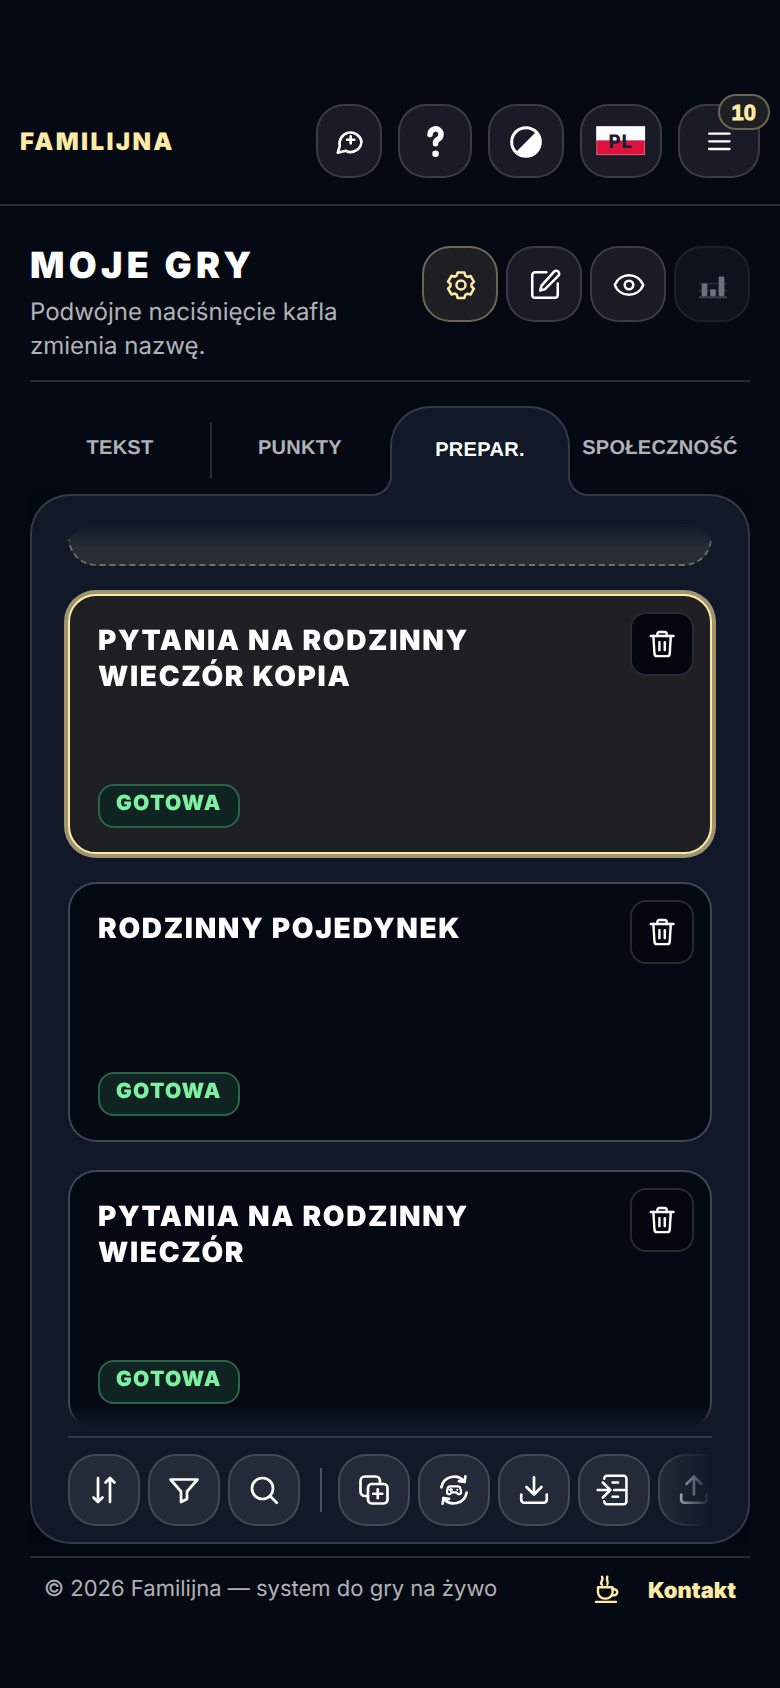 FAMILIJNA
PL
10
MOJE GRY
Podwójne naciśnięcie kafla
zmienia nazwę.
TEKST
PUNKTY
PREPAR.
SPOŁECZNOŚĆ
PYTANIA NA RODZINNY
WIECZÓR KOPIA
GOTOWA
RODZINNY POJEDYNEK
GOTOWA
PYTANIA NA RODZINNY
WIECZÓR
GOTOWA
© 2026 Familijna — system do gry na żywo
Kontakt